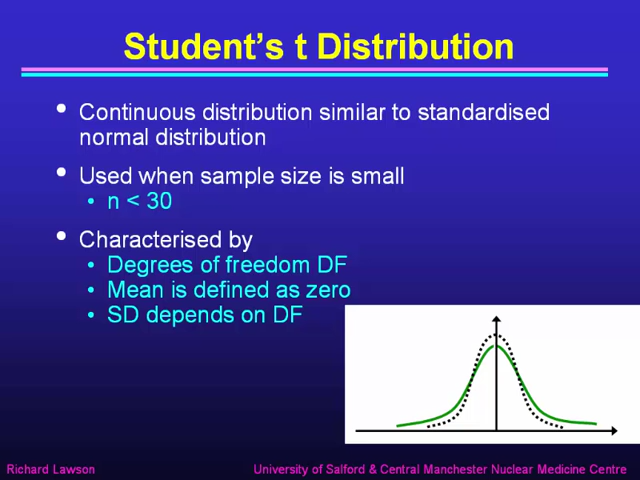 Student's t Distribution
• Continuous distribution similar to standardised
normal distribution
• Used when sample size is small
• n < 30
• Characterised by
• Degrees of freedom DF
• Mean is defined as zero
• SD depends on DF
Richard Lawson
University of Salford & Central Manchester Nuclear Medicine Centre